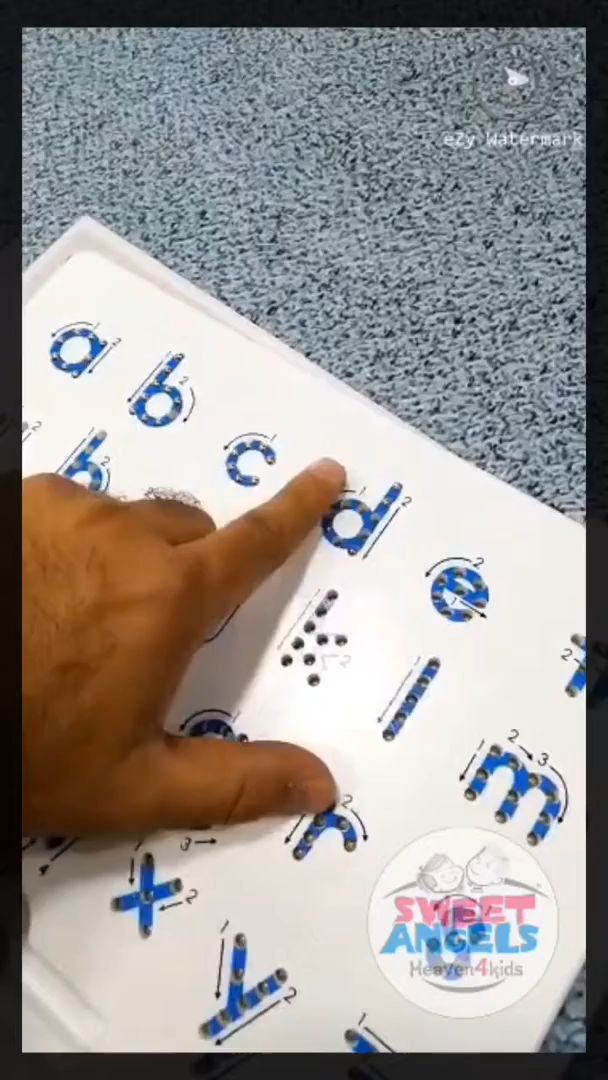 eZy Watermark
a b c d e
h
k l m
r
x
y
SWEET
ANGELS
Heaven4kids